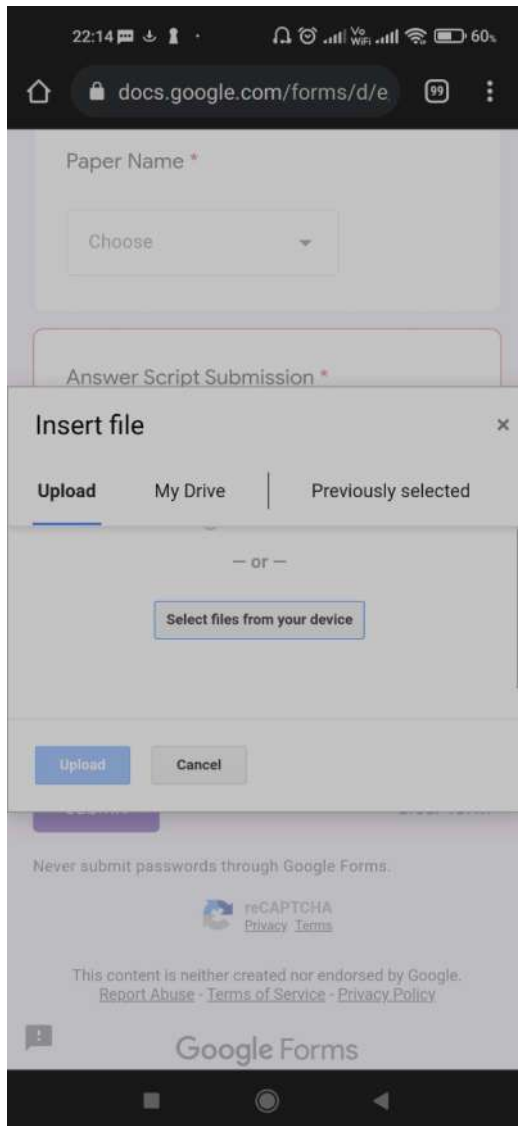 22:14
Vo
WiFi
60%
docs.google.com/forms/d/e
99
Paper Name *
Choose
Answer Script Submission *
Insert file
Upload My Drive Previously selected
— or —
Select files from your device
Upload Cancel
Never submit passwords through Google Forms.
reCAPTCHA
Privacy Terms
This content is neither created nor endorsed by Google.
Report Abuse - Terms of Service - Privacy Policy
Google Forms